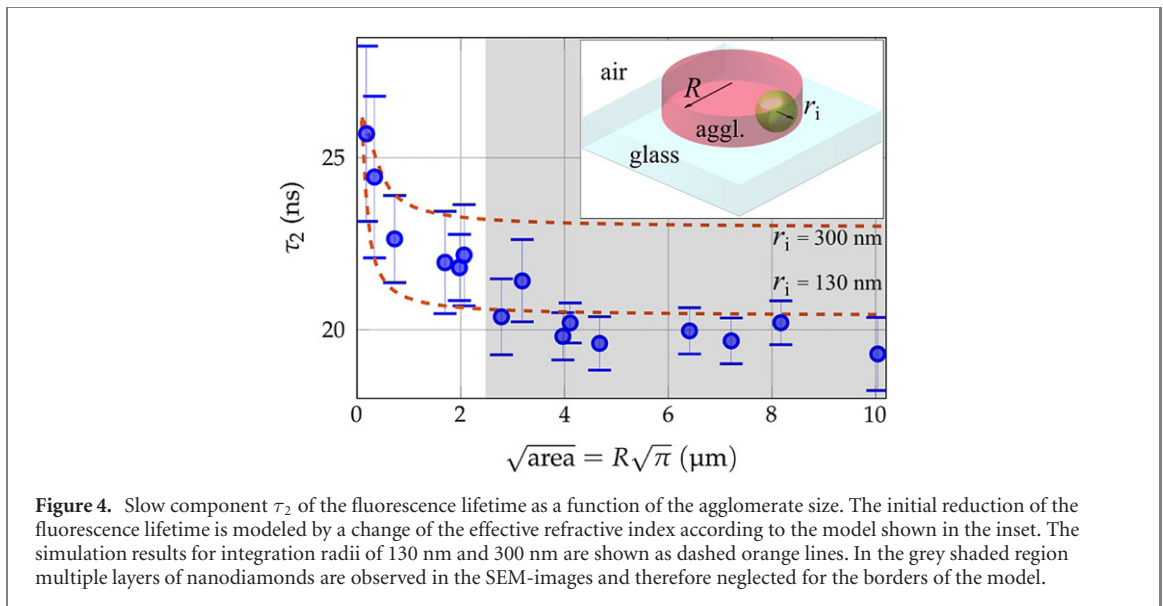 air
R
r_i
aggl.
glass
25
20
τ₂ (ns)
r_i = 300 nm
r_i = 130 nm
0 2 4 6 8 10
√area = R√π (μm)
Figure 4. Slow component τ₂ of the fluorescence lifetime as a function of the agglomerate size. The initial reduction of the
fluorescence lifetime is modeled by a change of the effective refractive index according to the model shown in the inset. The
simulation results for integration radii of 130 nm and 300 nm are shown as dashed orange lines. In the grey shaded region
multiple layers of nanodiamonds are observed in the SEM-images and therefore neglected for the borders of the model.